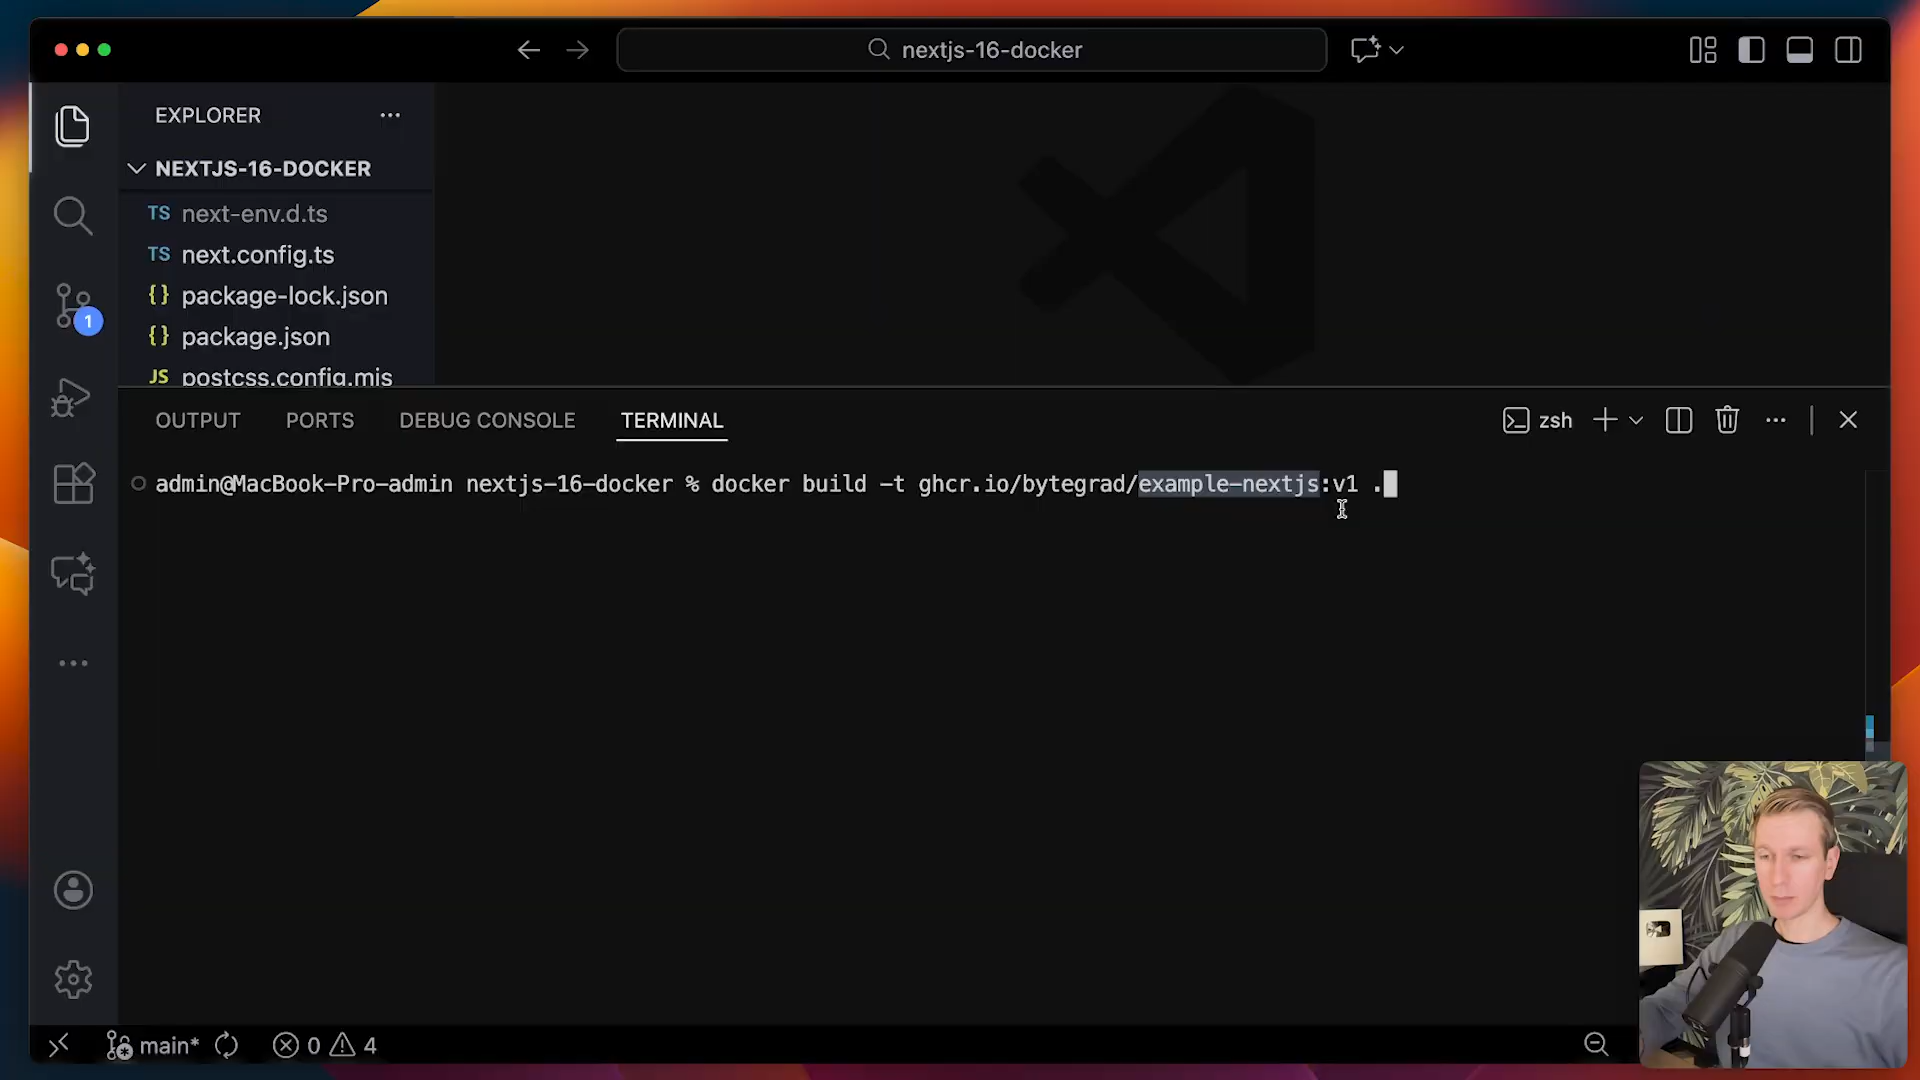 nextjs-16-docker
EXPLORER
NEXTJS-16-DOCKER
TS next-env.d.ts
TS next.config.ts
{} package-lock.json
{} package.json
JS postcss.config.mjs
1
OUTPUT PORTS DEBUG CONSOLE TERMINAL
zsh
admin@MacBook-Pro-admin nextjs-16-docker % docker build -t ghcr.io/bytegrad/example-nextjs:v1 .
main* 0 4